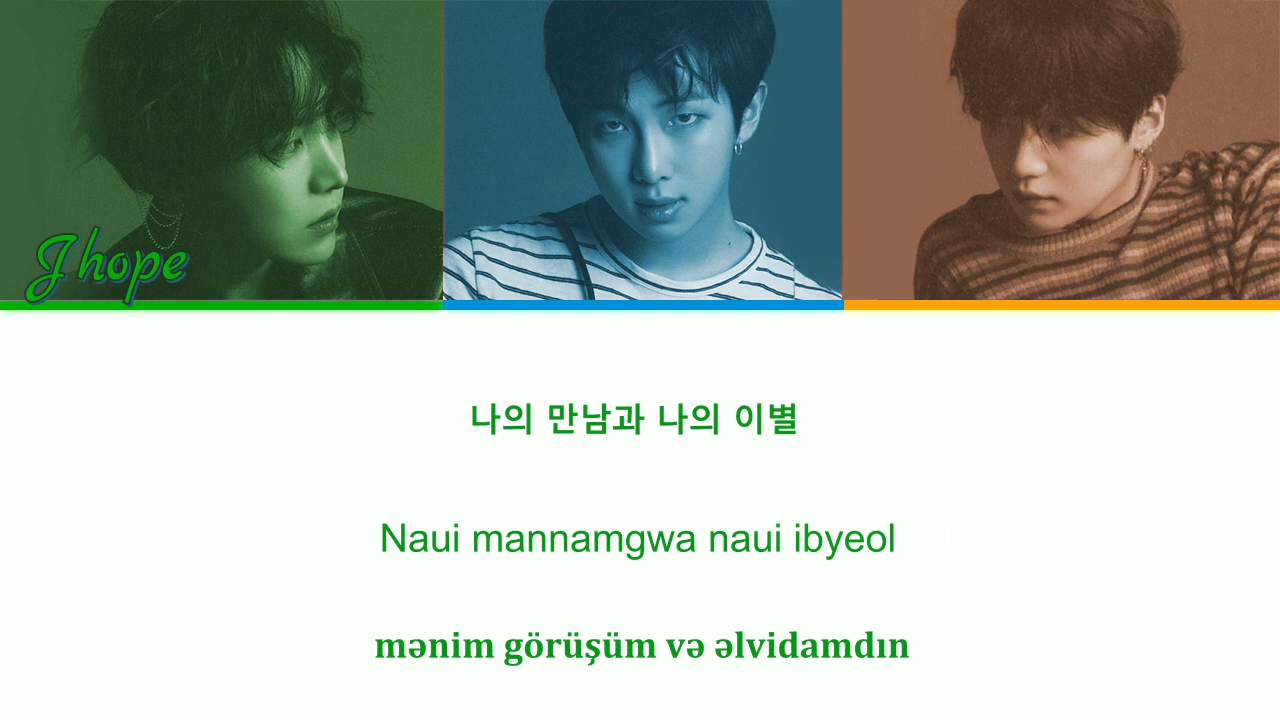 J hope
나의 만남과 나의 이별
Naui mannamgwa naui ibyeol
mənim görüşüm və əlvidamdın